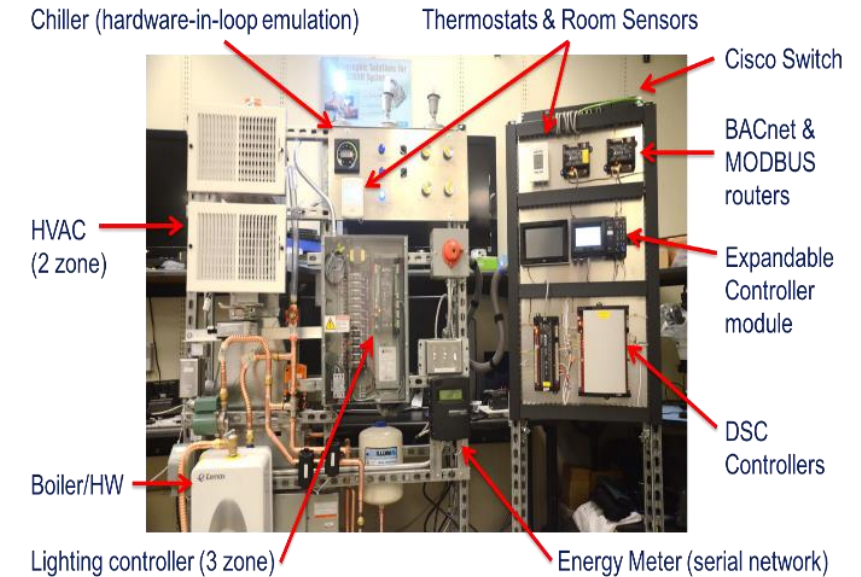 Chiller (hardware-in-loop emulation)
Thermostats & Room Sensors
Cisco Switch
BACnet &
MODBUS
routers
HVAC
(2 zone)
Expandable
Controller
module
DSC
Controllers
Boiler/HW
Lighting controller (3 zone)
Energy Meter (serial network)